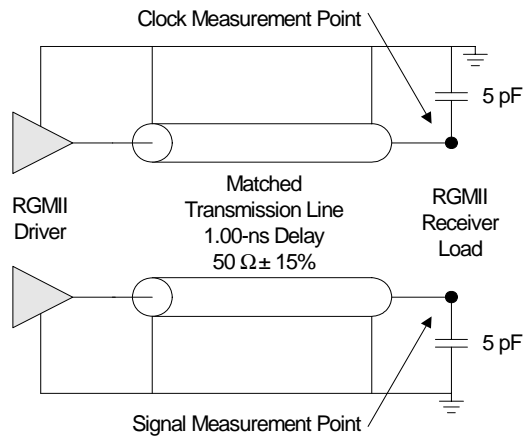 Clock Measurement Point
5 pF
RGMII
Driver
Matched
Transmission Line
1.00-ns Delay
50 Ω ± 15%
RGMII
Receiver
Load
5 pF
Signal Measurement Point